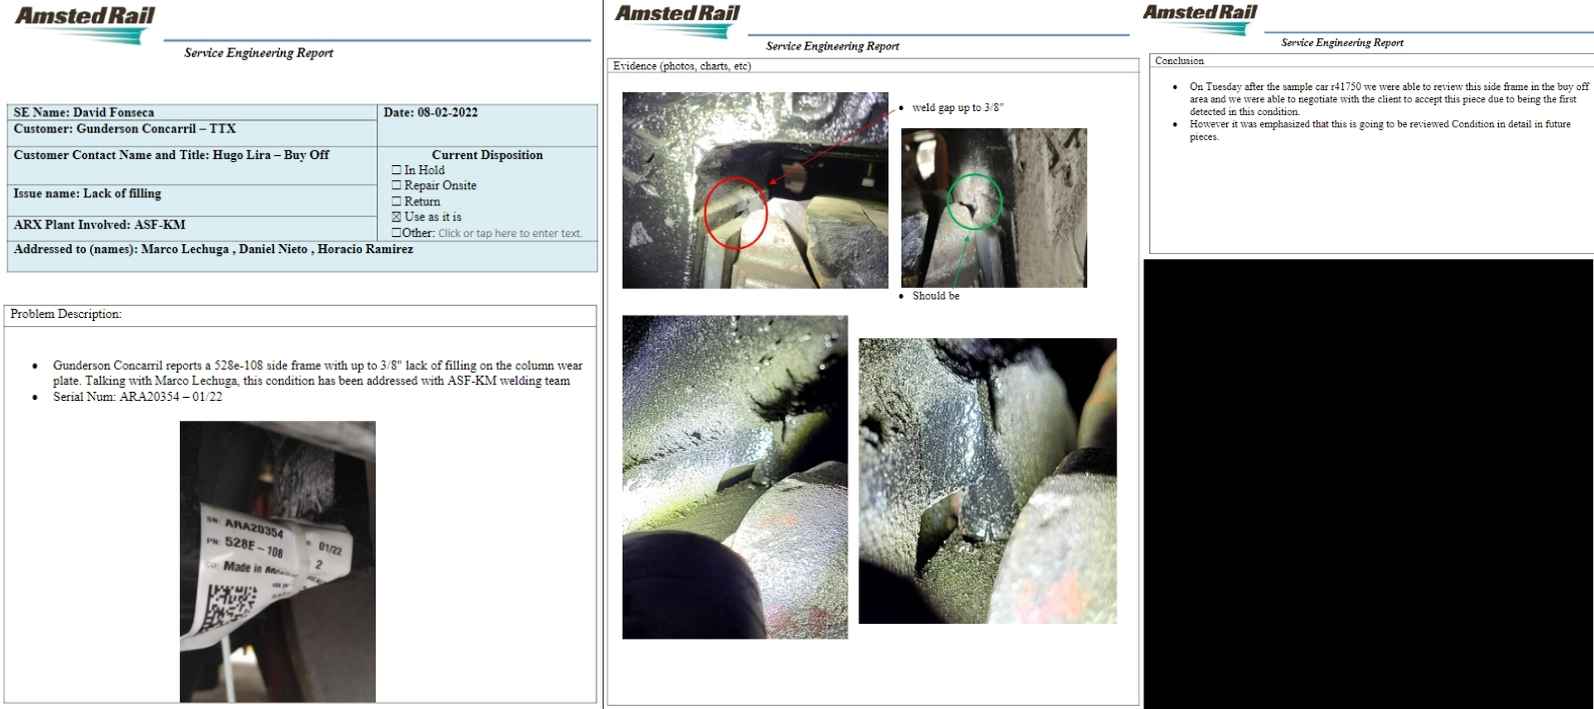 Amsted Rail
Service Engineering Report
SE Name: David Fonseca
Date: 08-02-2022
Customer: Gunderson Concarril – TTX
Customer Contact Name and Title: Hugo Lira – Buy Off
Current Disposition
☐ In Hold
☐ Repair Onsite
Issue name: Lack of filling
☐ Return
☒ Use as it is
ARX Plant Involved: ASF-KM
☐Other: Click or tap here to enter text.
Addressed to (names): Marco Lechuga , Daniel Nieto , Horacio Ramirez
Problem Description:
• Gunderson Concarril reports a 528e-108 side frame with up to 3/8" lack of filling on the column wear
plate. Talking with Marco Lechuga, this condition has been addressed with ASF-KM welding team
• Serial Num: ARA20354 – 01/22
SN: ARA20354
PN: 528E-108
01/22
2
Made in
Amsted Rail
Service Engineering Report
Evidence (photos, charts, etc)
• weld gap up to 3/8"
• Should be
Amsted Rail
Service Engineering Report
Conclusion
• On Tuesday after the sample car r41750 we were able to review this side frame in the buy off
area and we were able to negotiate with the client to accept this piece due to being the first
detected in this condition.
• However it was emphasized that this is going to be reviewed Condition in detail in future
pieces.